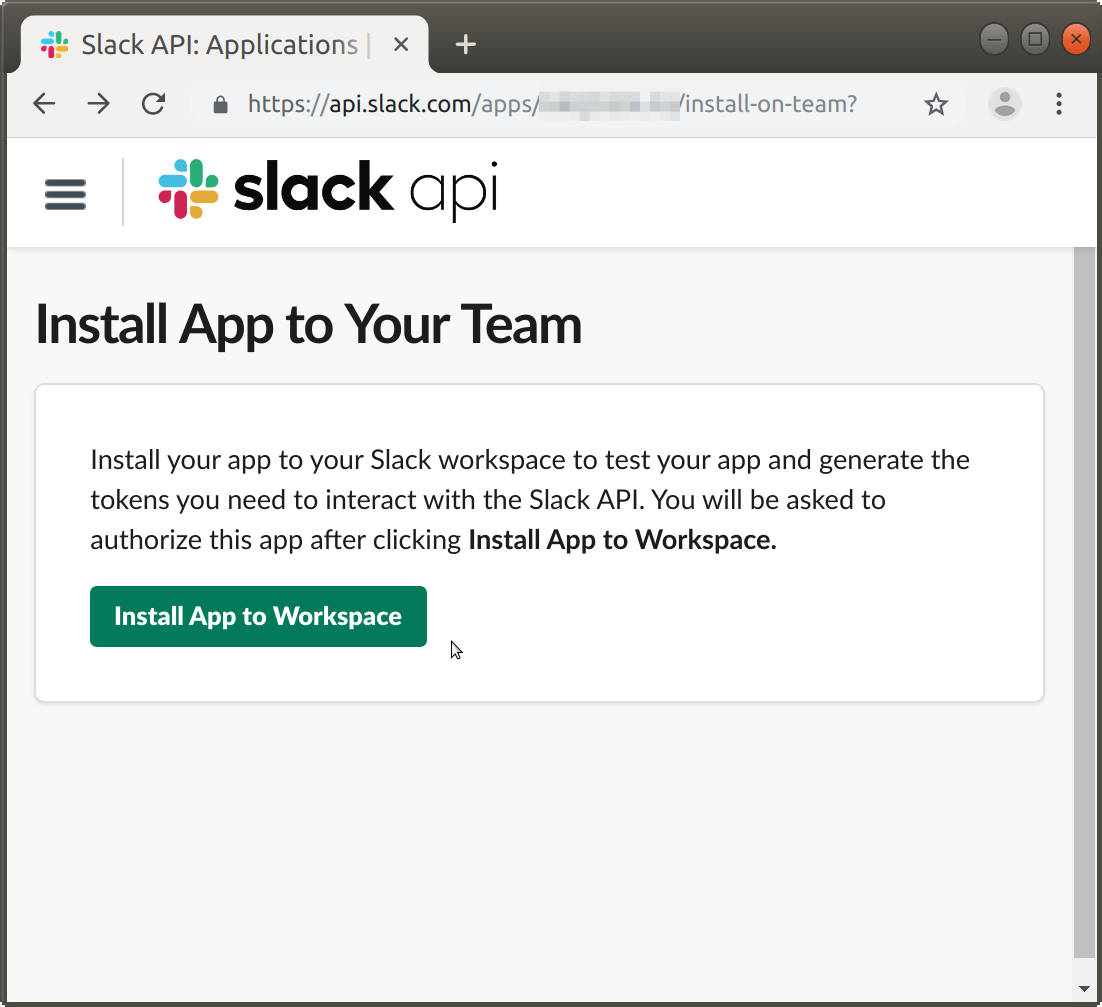 Slack API: Applications |
https://api.slack.com/apps/ /install-on-team?
slack api
Install App to Your Team
Install your app to your Slack workspace to test your app and generate the
tokens you need to interact with the Slack API. You will be asked to
authorize this app after clicking Install App to Workspace.
Install App to Workspace